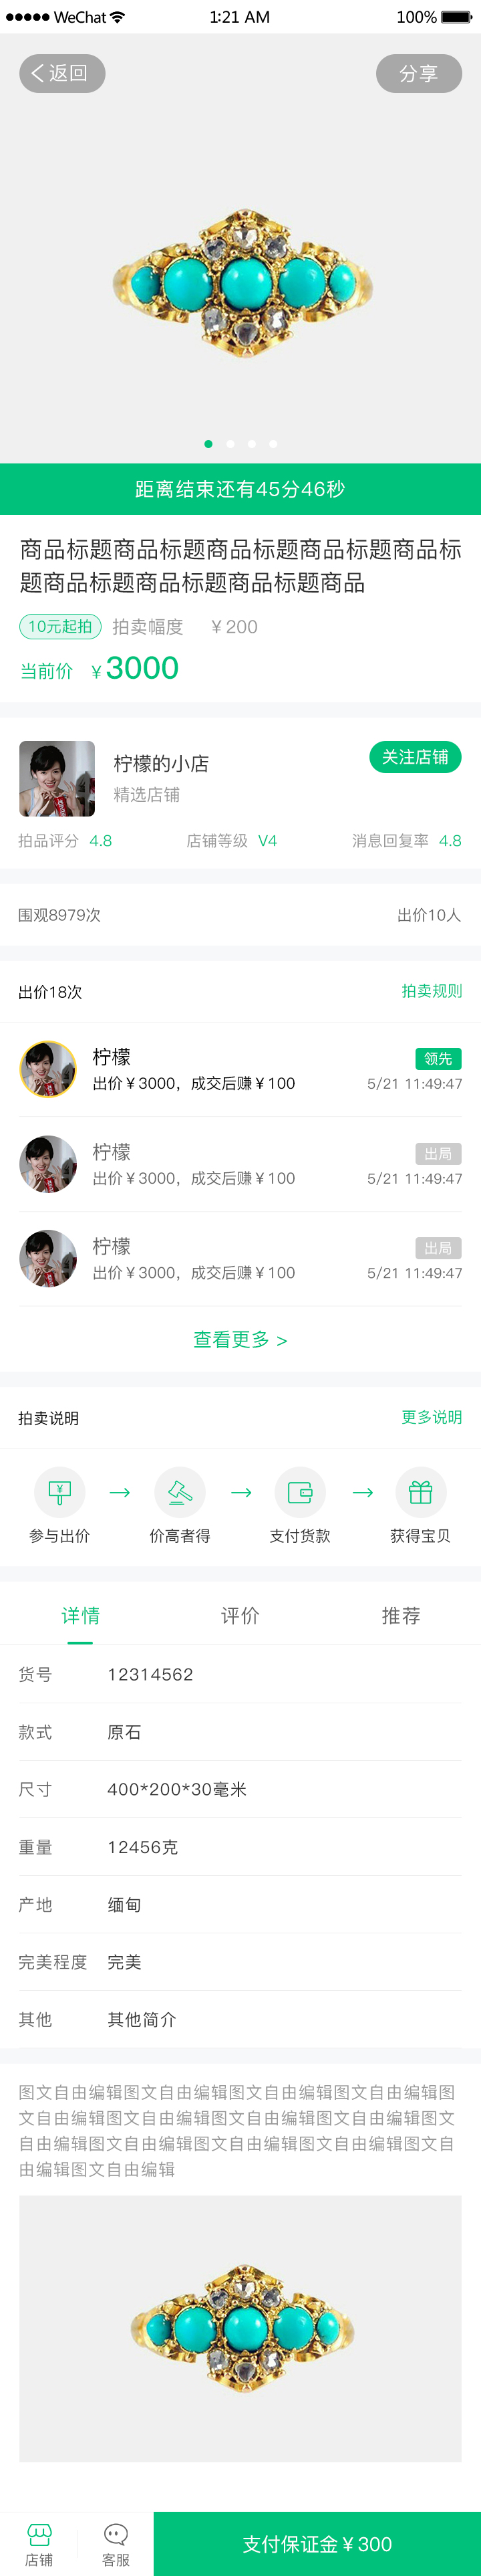 WeChat 1:21 AM 100%
返回 分享
距离结束还有45分46秒
商品标题商品标题商品标题商品标题商品标
题商品标题商品标题商品标题商品
10元起拍 拍卖幅度 ￥200
当前价 ￥3000
柠檬的小店 关注店铺
精选店铺
拍品评分 4.8 店铺等级 V4 消息回复率 4.8
围观8979次 出价10人
出价18次 拍卖规则
柠檬 领先
出价￥3000，成交后赚￥100 5/21 11:49:47
柠檬 出局
出价￥3000，成交后赚￥100 5/21 11:49:47
柠檬 出局
出价￥3000，成交后赚￥100 5/21 11:49:47
查看更多 >
拍卖说明 更多说明
参与出价 价高者得 支付货款 获得宝贝
详情 评价 推荐
货号 12314562
款式 原石
尺寸 400*200*30毫米
重量 12456克
产地 缅甸
完美程度 完美
其他 其他简介
图文自由编辑图文自由编辑图文自由编辑图文自由编辑图
文自由编辑图文自由编辑图文自由编辑图文自由编辑图文
自由编辑图文自由编辑图文自由编辑图文自由编辑图文自
由编辑图文自由编辑
店铺 客服 支付保证金￥300